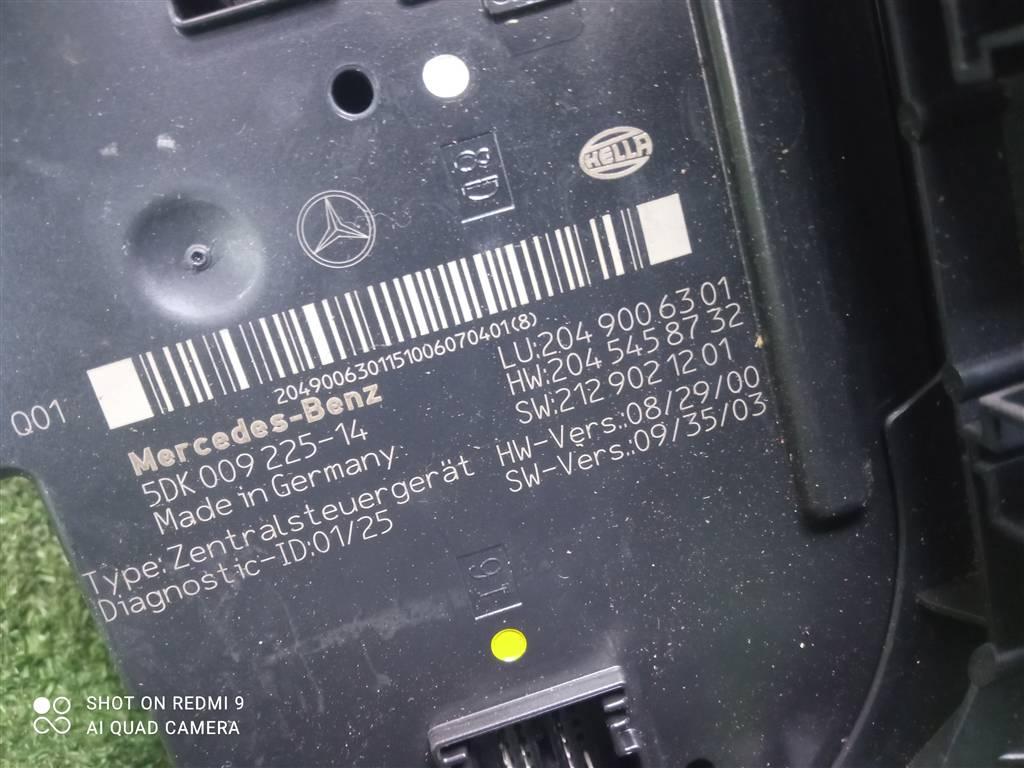 8D
HELLA
2049006301151006070401(8)
Q01
Mercedes-Benz
5DK 009 225-14
Made in Germany
Type:Zentralsteuergerät
Diagnostic-ID:01/25
LU:204 900 63 01
HW:204 545 87 32
SW:212 902 12 01
HW-Vers.:08/29/00
SW-Vers.:09/35/03
SHOT ON REDMI 9
AI QUAD CAMERA